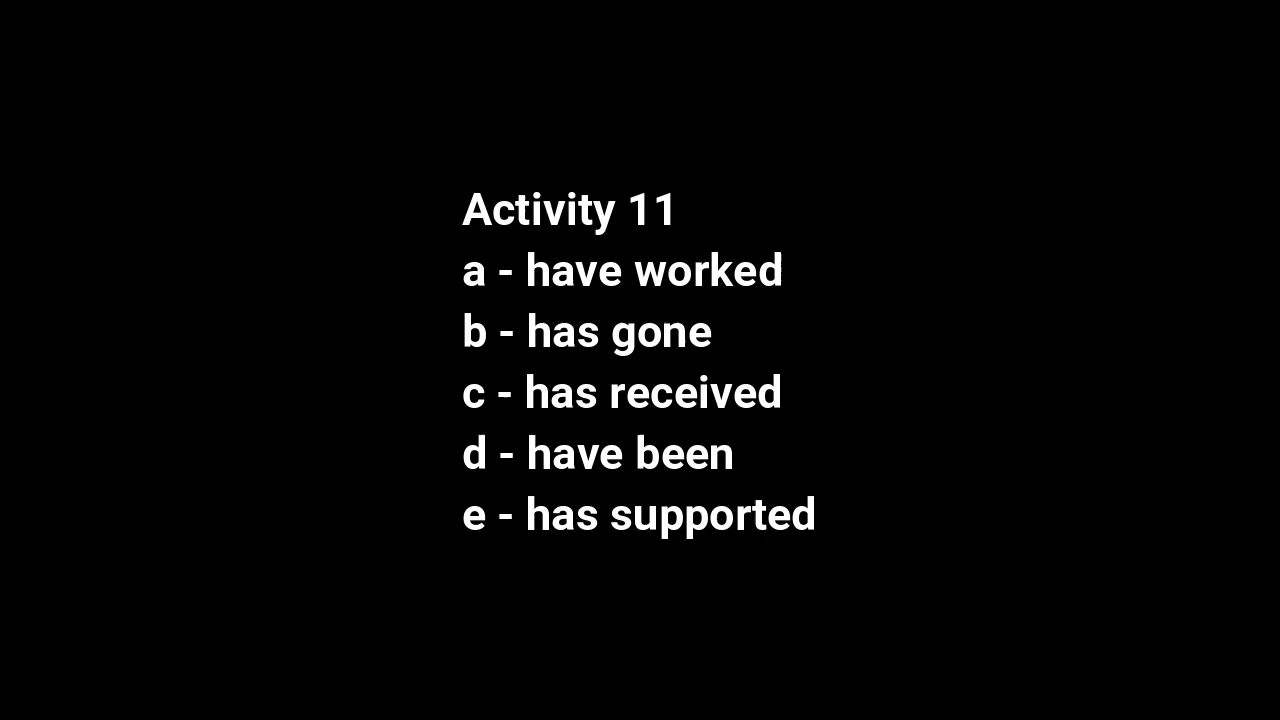 Activity 11
a - have worked
b - has gone
c - has received
d - have been
e - has supported